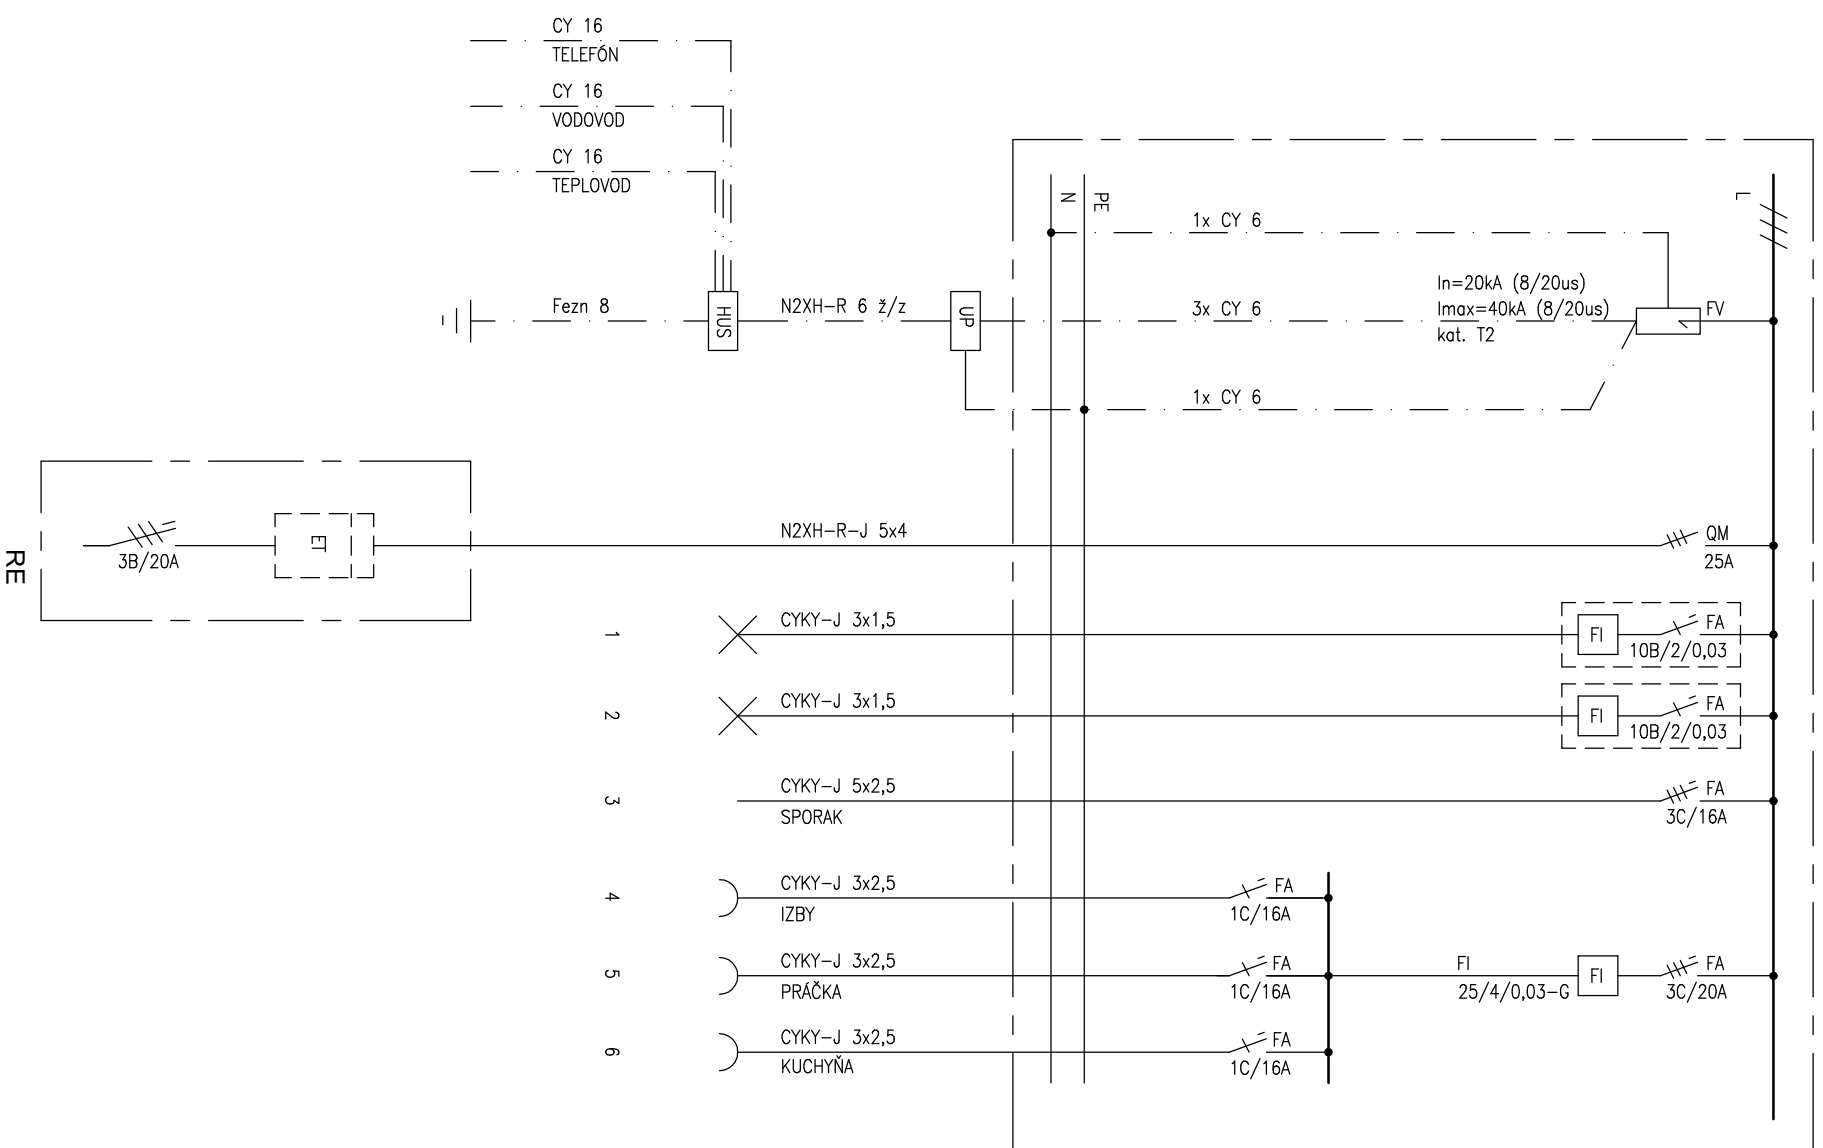 CY 16
TELEFÓN
CY 16
VODOVOD
CY 16
TEPLOVOD
N
PE
L
1x CY 6
Fezn 8
HUS
N2XH-R 6 ž/z
UP
3x CY 6
In=20kA (8/20us)
Imax=40kA (8/20us)
kat. T2
FV
1x CY 6
RE
3B/20A
ET
N2XH-R-J 5x4
QM
25A
1
CYKY-J 3x1,5
FI
FA
10B/2/0,03
2
CYKY-J 3x1,5
FI
FA
10B/2/0,03
3
CYKY-J 5x2,5
SPORAK
FA
3C/16A
4
CYKY-J 3x2,5
IZBY
FA
1C/16A
5
CYKY-J 3x2,5
PRÁČKA
FA
1C/16A
FI
25/4/0,03-G
FI
FA
3C/20A
6
CYKY-J 3x2,5
KUCHYŇA
FA
1C/16A